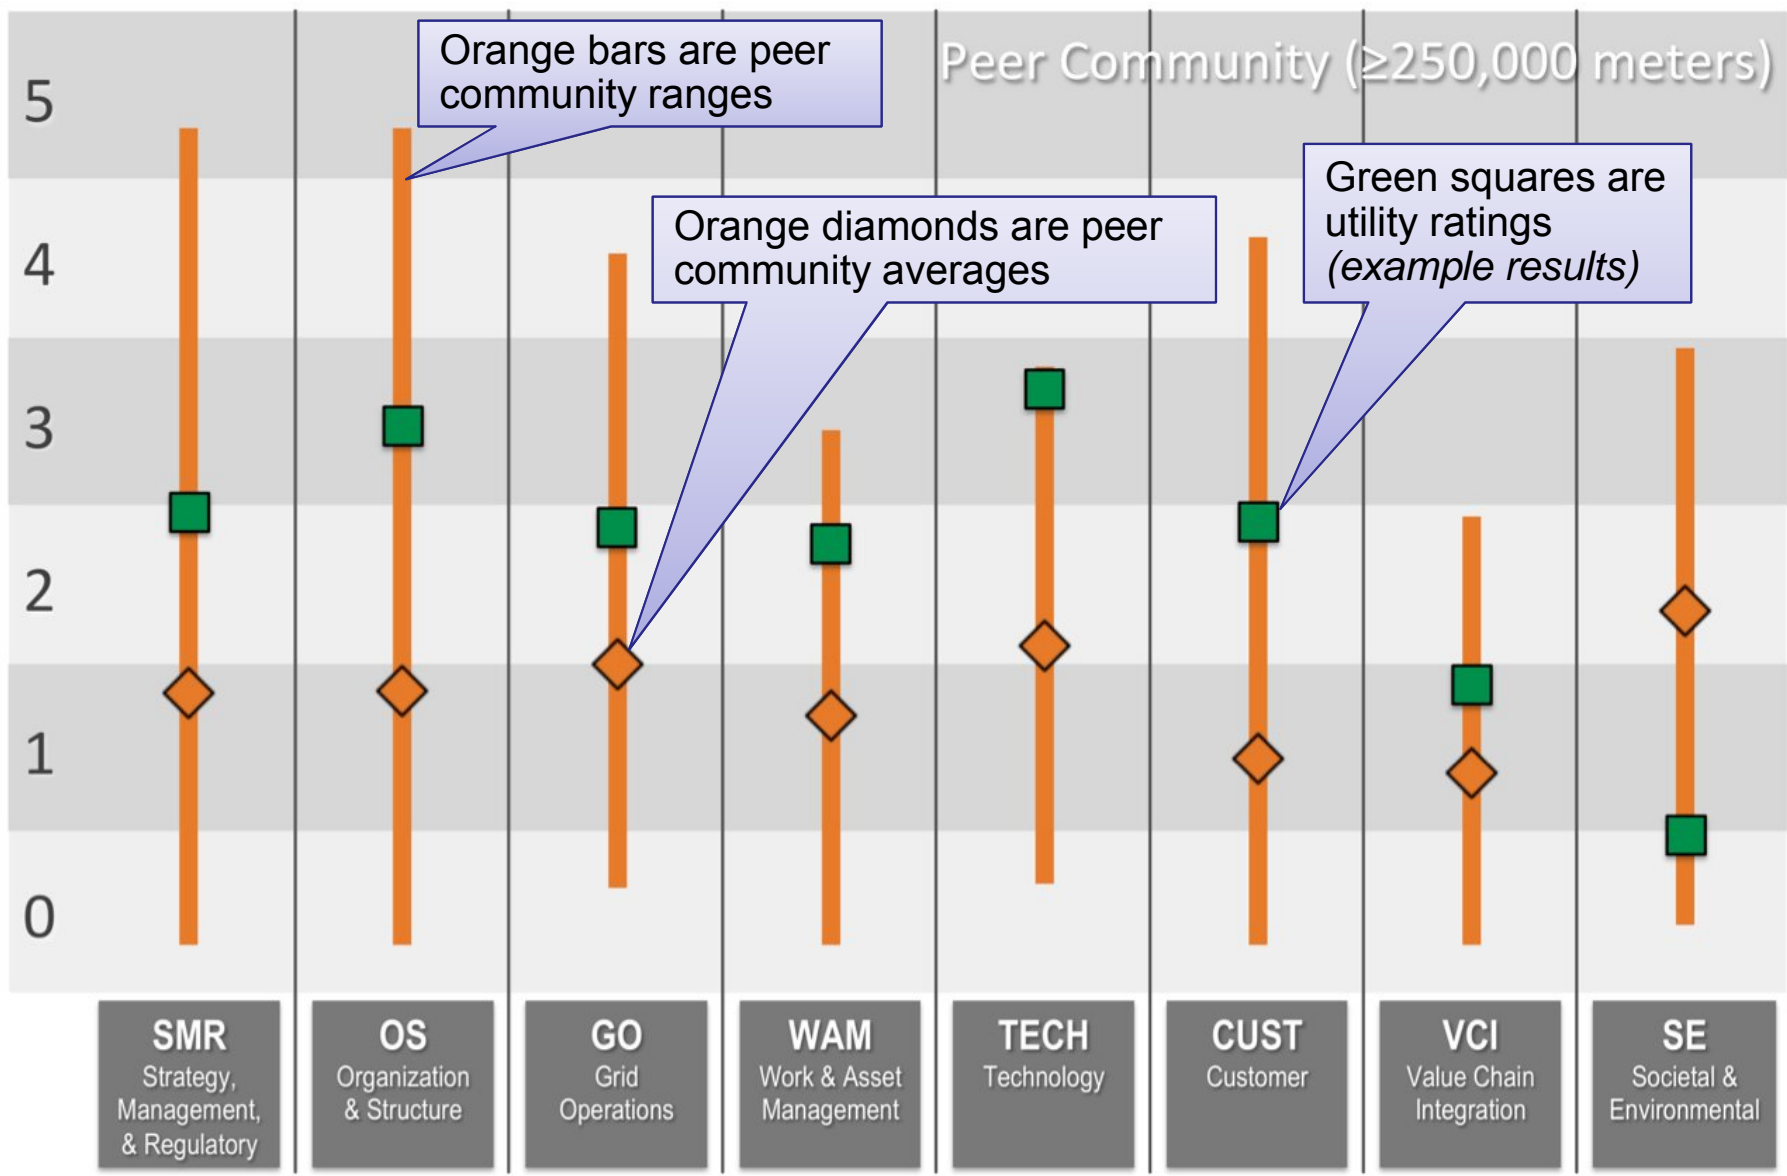 Peer Community (≥250,000 meters)
Orange bars are peer
community ranges
Orange diamonds are peer
community averages
Green squares are
utility ratings
(example results)
5
4
3
2
1
0
SMR
Strategy,
Management,
& Regulatory
OS
Organization
& Structure
GO
Grid
Operations
WAM
Work & Asset
Management
TECH
Technology
CUST
Customer
VCI
Value Chain
Integration
SE
Societal &
Environmental